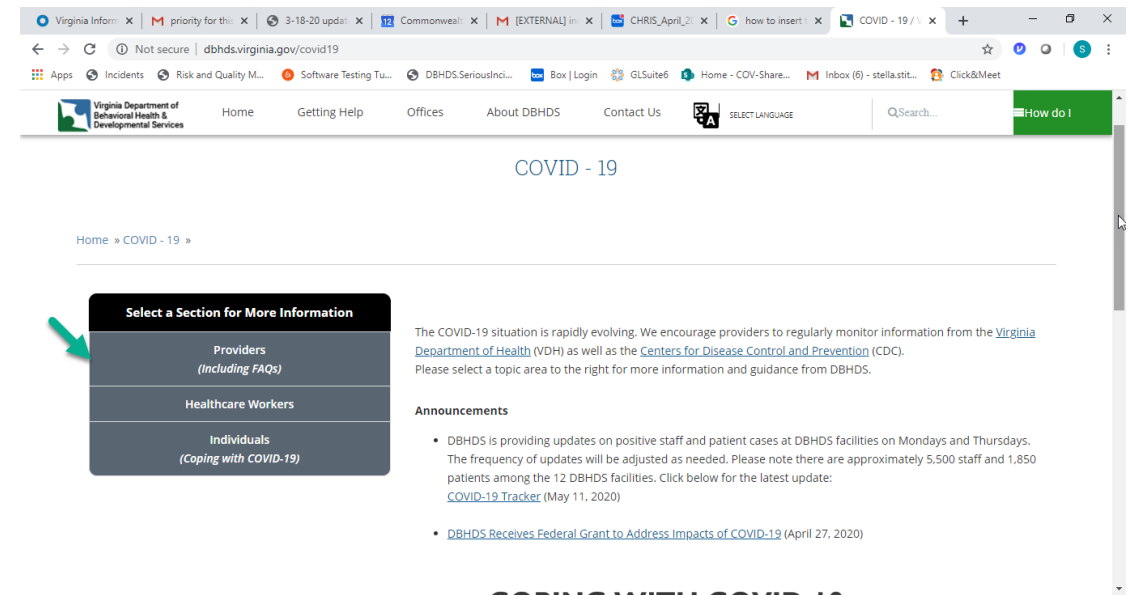 Virginia Inform
priority for this
3-18-20 updat
12 Commonwealt
[EXTERNAL] in
box CHRIS_April_2
G how to insert
COVID - 19 / V
Not secure | dbhds.virginia.gov/covid19
S
Apps Incidents Risk and Quality M... Software Testing Tu... DBHDS.SeriousInci... box Box | Login GLSuite6 Home - COV-Share... Inbox (6) - stella.stit... Click&Meet
Virginia Department of
Behavioral Health &
Developmental Services
Home Getting Help Offices About DBHDS Contact Us SELECT LANGUAGE Search... How do I
COVID - 19
Home » COVID - 19 »
Select a Section for More Information
Providers
(Including FAQs)
Healthcare Workers
Individuals
(Coping with COVID-19)
The COVID-19 situation is rapidly evolving. We encourage providers to regularly monitor information from the Virginia
Department of Health (VDH) as well as the Centers for Disease Control and Prevention (CDC).
Please select a topic area to the right for more information and guidance from DBHDS.
Announcements
• DBHDS is providing updates on positive staff and patient cases at DBHDS facilities on Mondays and Thursdays.
The frequency of updates will be adjusted as needed. Please note there are approximately 5,500 staff and 1,850
patients among the 12 DBHDS facilities. Click below for the latest update:
COVID-19 Tracker (May 11, 2020)
• DBHDS Receives Federal Grant to Address Impacts of COVID-19 (April 27, 2020)
COPING WITH COVID-19